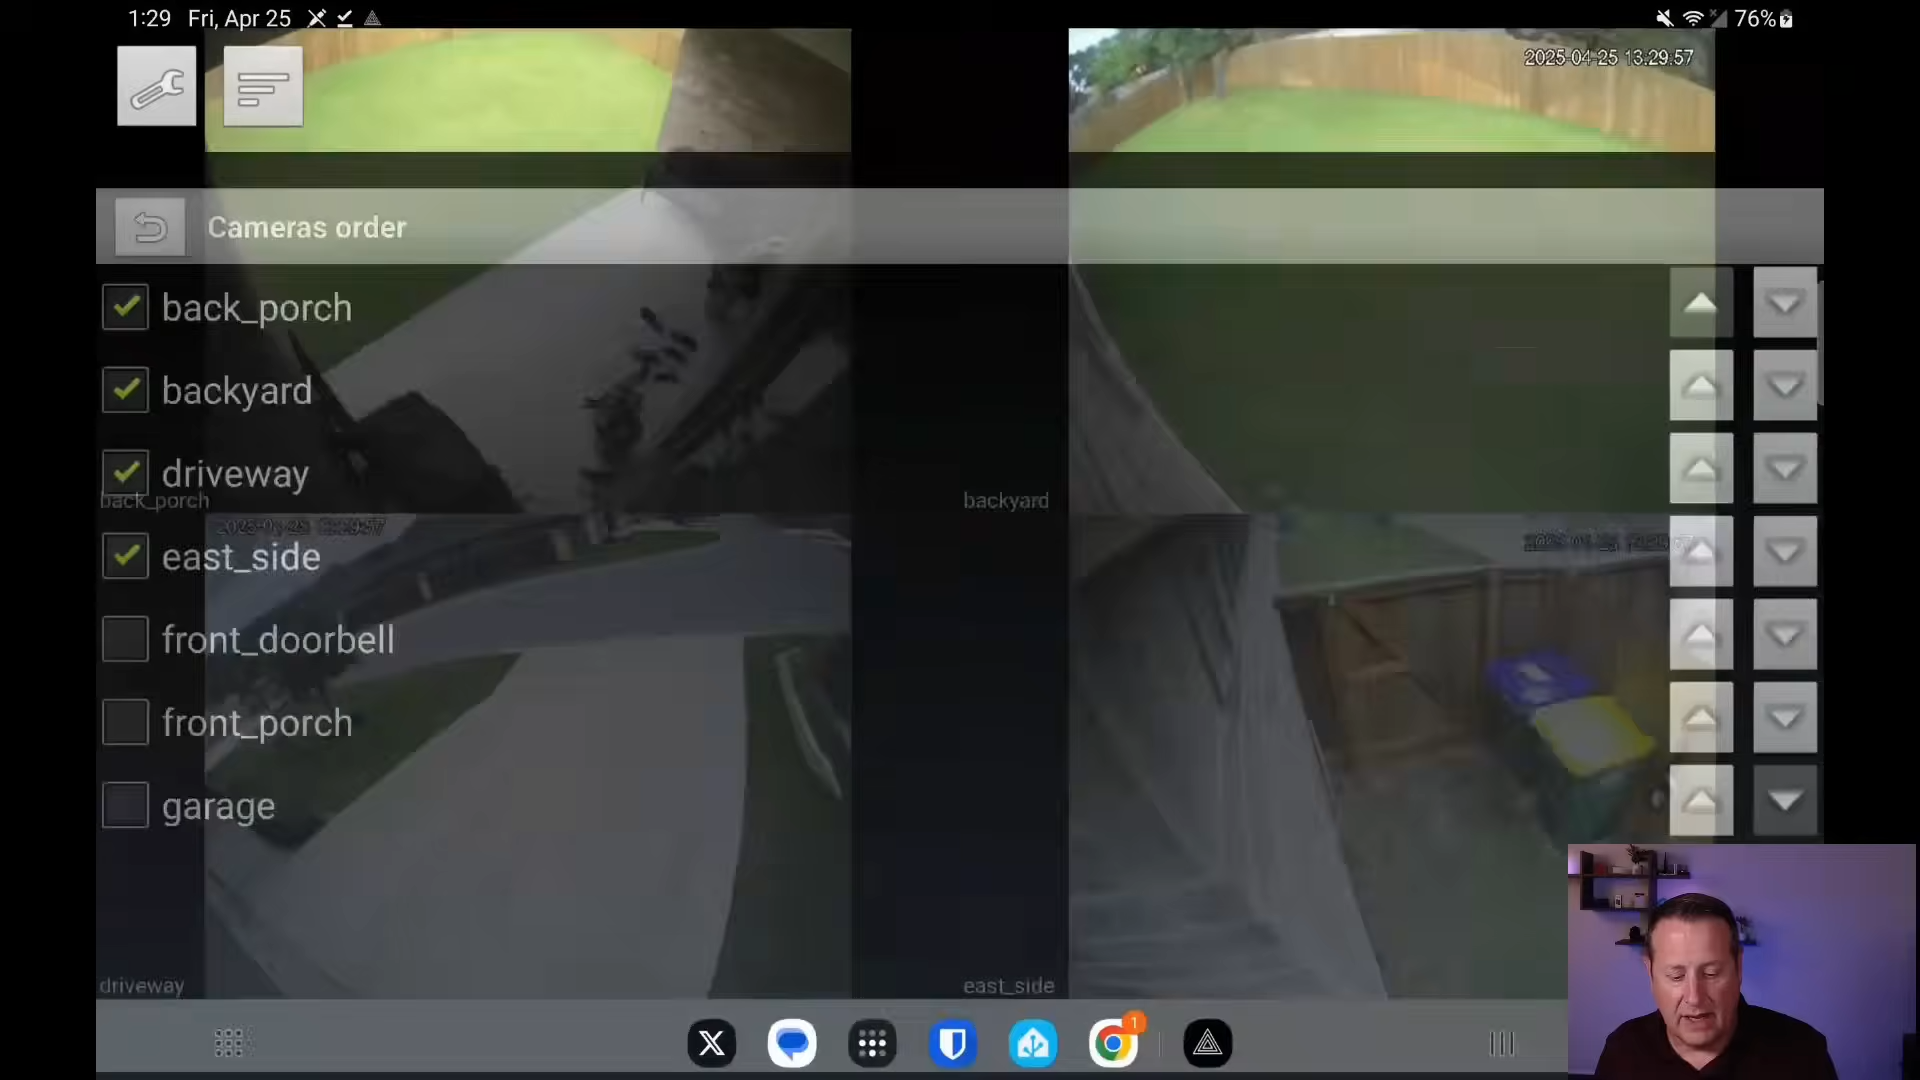 1:29 Fri, Apr 25
76%
2025-04-25 13:29:57
Cameras order
back_porch
backyard
driveway
back_porch
backyard
east_side
front_doorbell
front_porch
garage
driveway
east_side
1